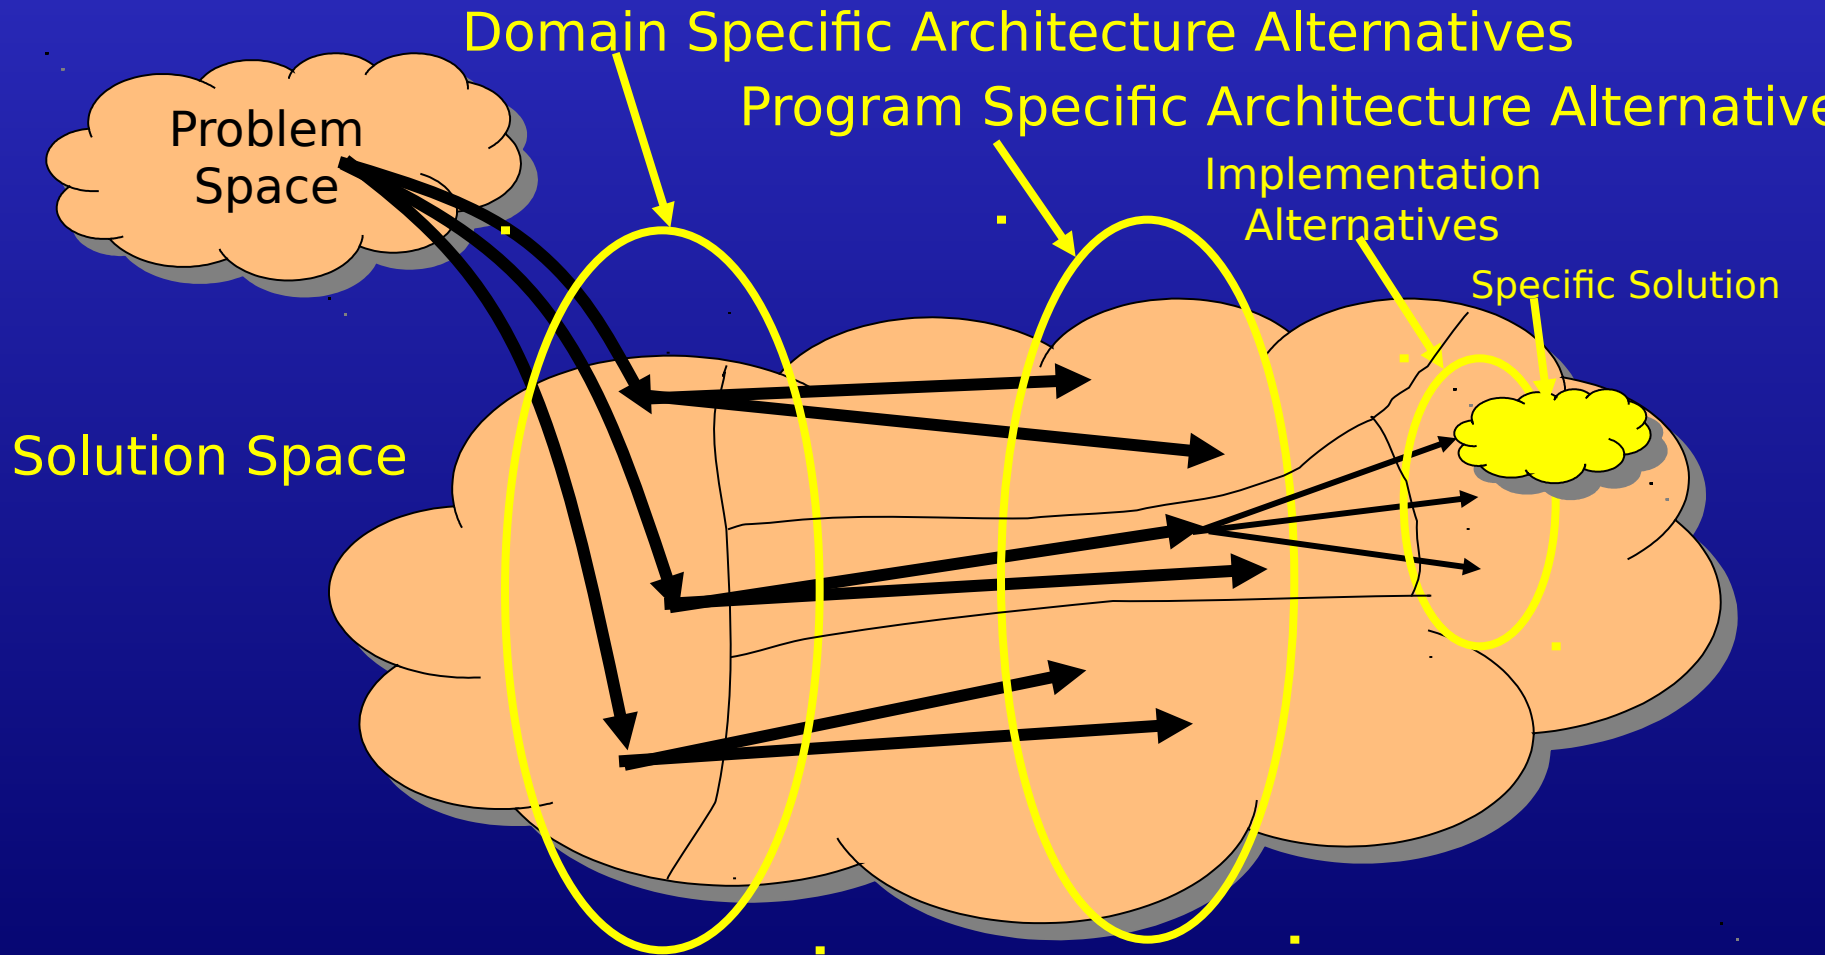 Domain Specific Architecture Alternatives
Program Specific Architecture Alternative
Implementation
Alternatives
Specific Solution
Problem
Space
Solution Space